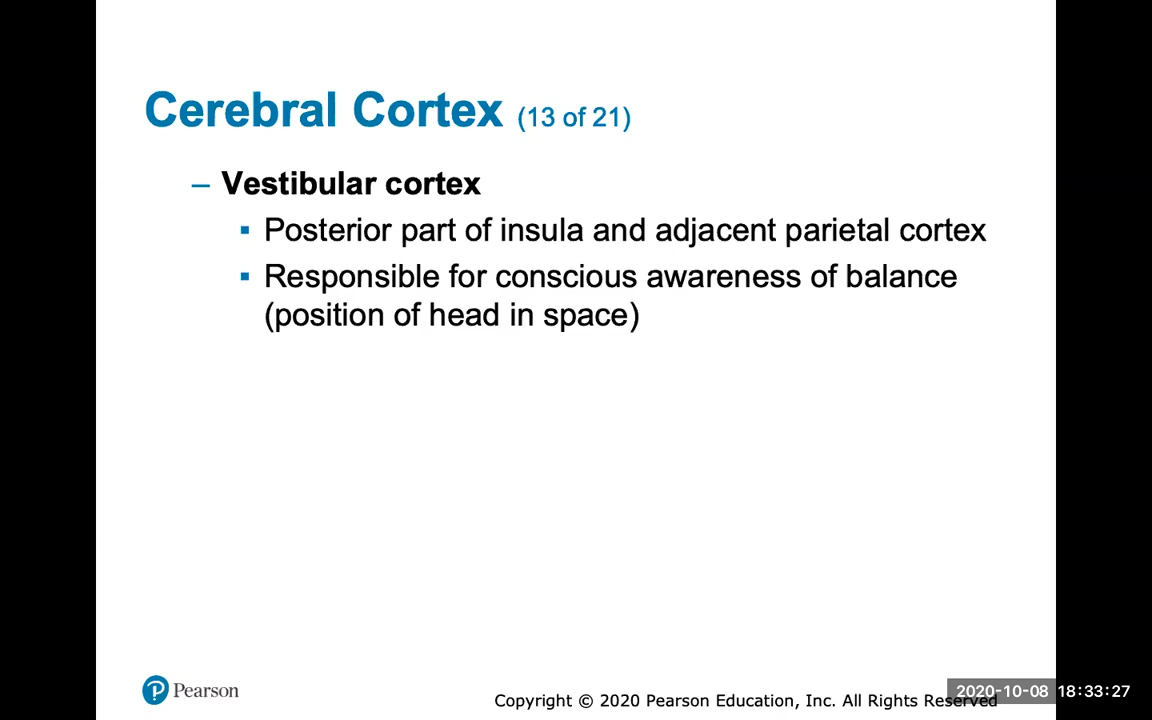 Cerebral Cortex (13 of 21)
– Vestibular cortex
▪ Posterior part of insula and adjacent parietal cortex
▪ Responsible for conscious awareness of balance
(position of head in space)
Pearson
Copyright © 2020 Pearson Education, Inc. All Rights Reserved
2020-10-08 18:33:27